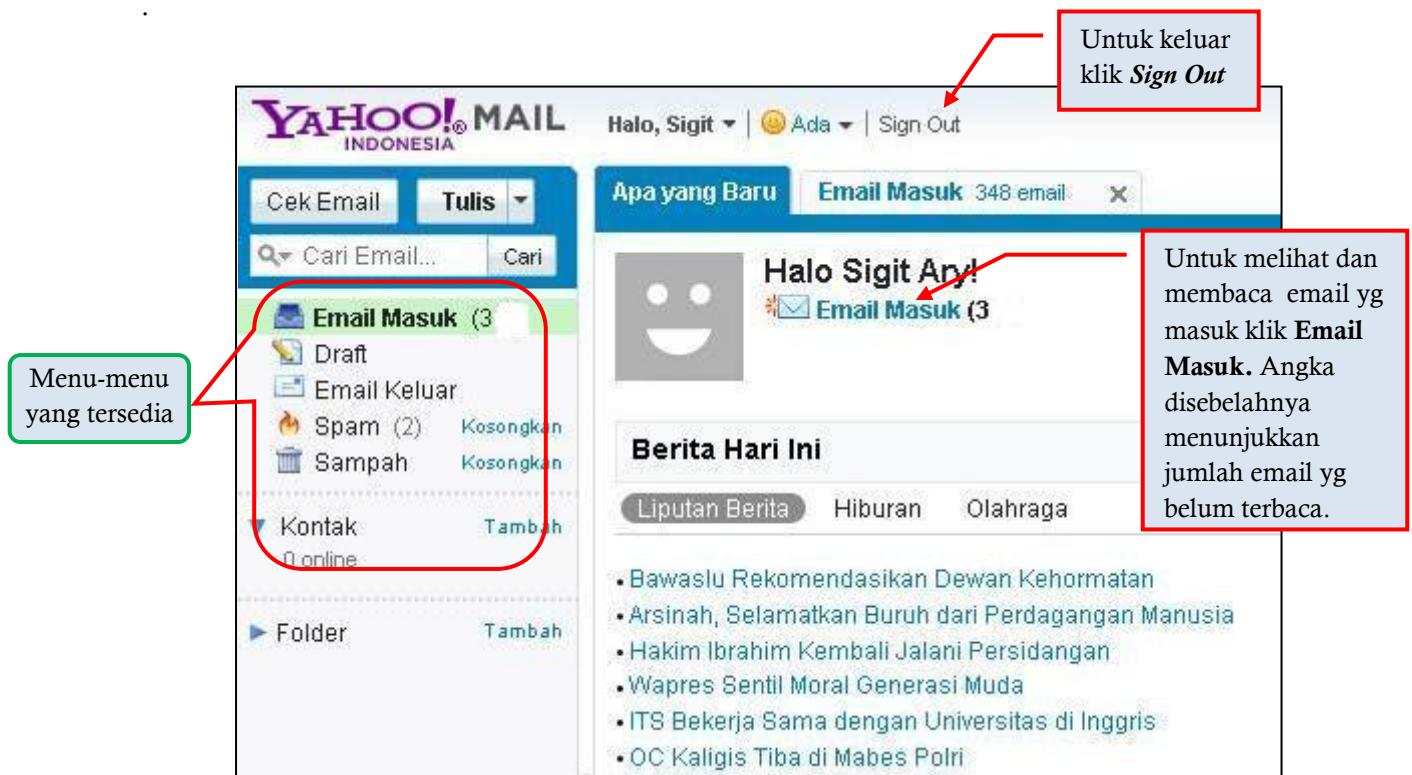 .
Untuk keluar
klik Sign Out
YAHOO!® MAIL
INDONESIA
Halo, Sigit | Ada | Sign Out
Cek Email
Tulis
Apa yang Baru
Email Masuk 348 email
Cari Email...
Cari
Halo Sigit Ary!
Email Masuk (3
Untuk melihat dan
membaca email yg
masuk klik Email
Masuk. Angka
disebelahnya
menunjukkan
jumlah email yg
belum terbaca.
Menu-menu
yang tersedia
Email Masuk (3
Draft
Email Keluar
Spam (2) Kosongkan
Sampah Kosongkan
Kontak Tambah
0 online
Folder Tambah
Berita Hari Ini
Liputan Berita Hiburan Olahraga
• Bawaslu Rekomendasikan Dewan Kehormatan
• Arsinah, Selamatkan Buruh dari Perdagangan Manusia
• Hakim Ibrahim Kembali Jalani Persidangan
• Wapres Sentil Moral Generasi Muda
• ITS Bekerja Sama dengan Universitas di Inggris
• OC Kaligis Tiba di Mabes Polri